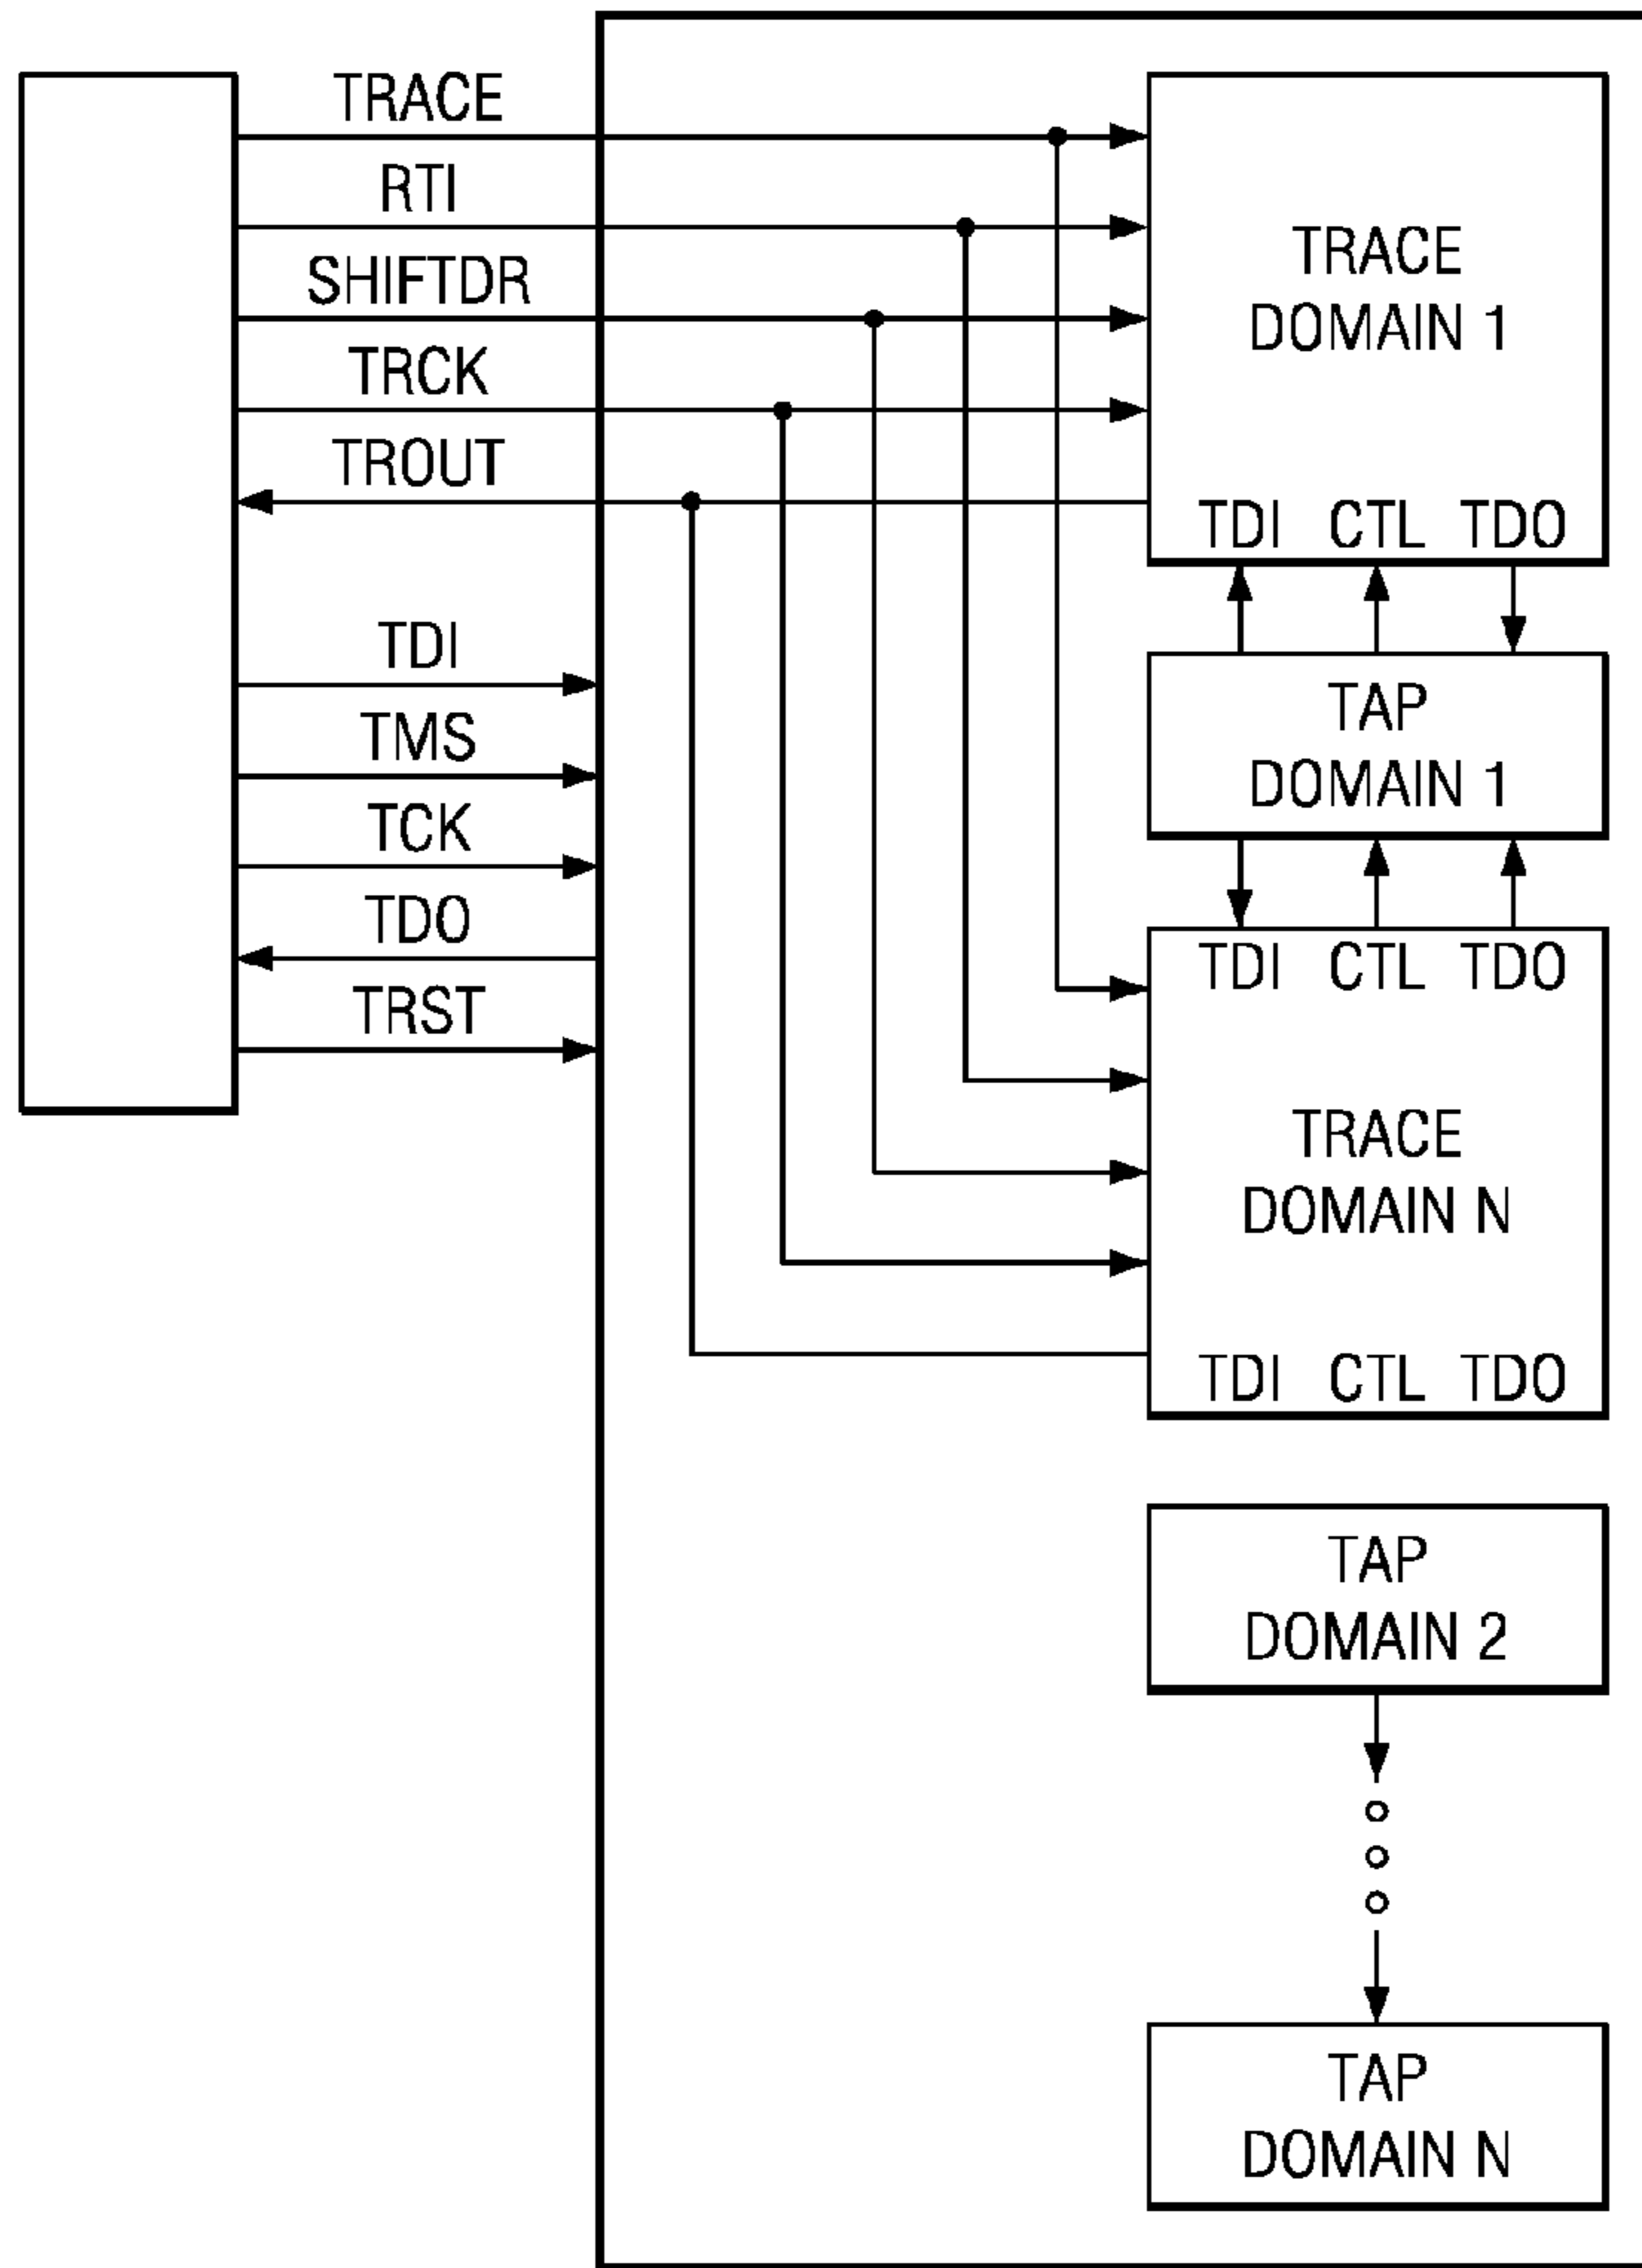 TRACE
RTI
SHIFTDR
TRCK
TROUT
TDI
TMS
TCK
TDO
TRST
TRACE
DOMAIN 1
TDI CTL TDO
TAP
DOMAIN 1
TDI CTL TDO
TRACE
DOMAIN N
TDI CTL TDO
TAP
DOMAIN 2
TAP
DOMAIN N